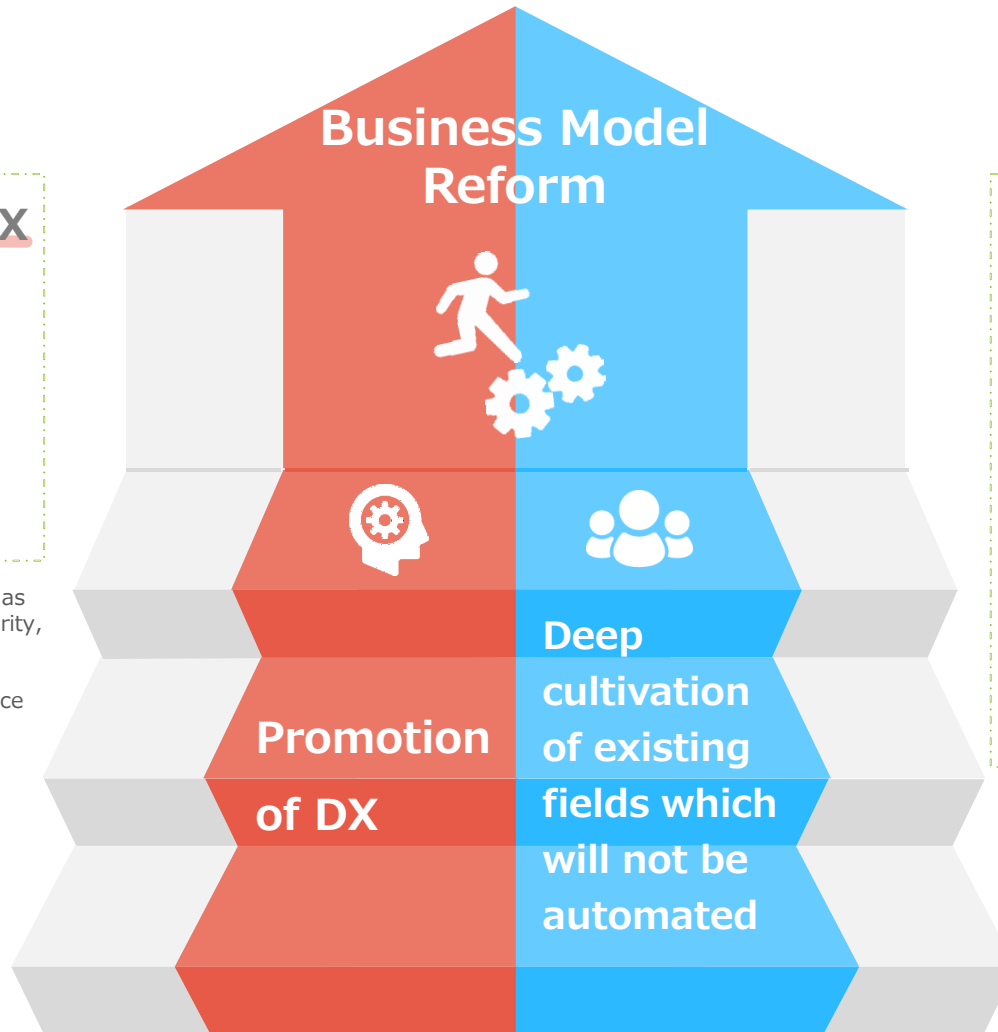 Business Model
Reform
X
as
rity,
ce
Promotion
of DX
Deep
cultivation
of existing
fields which
will not be
automated